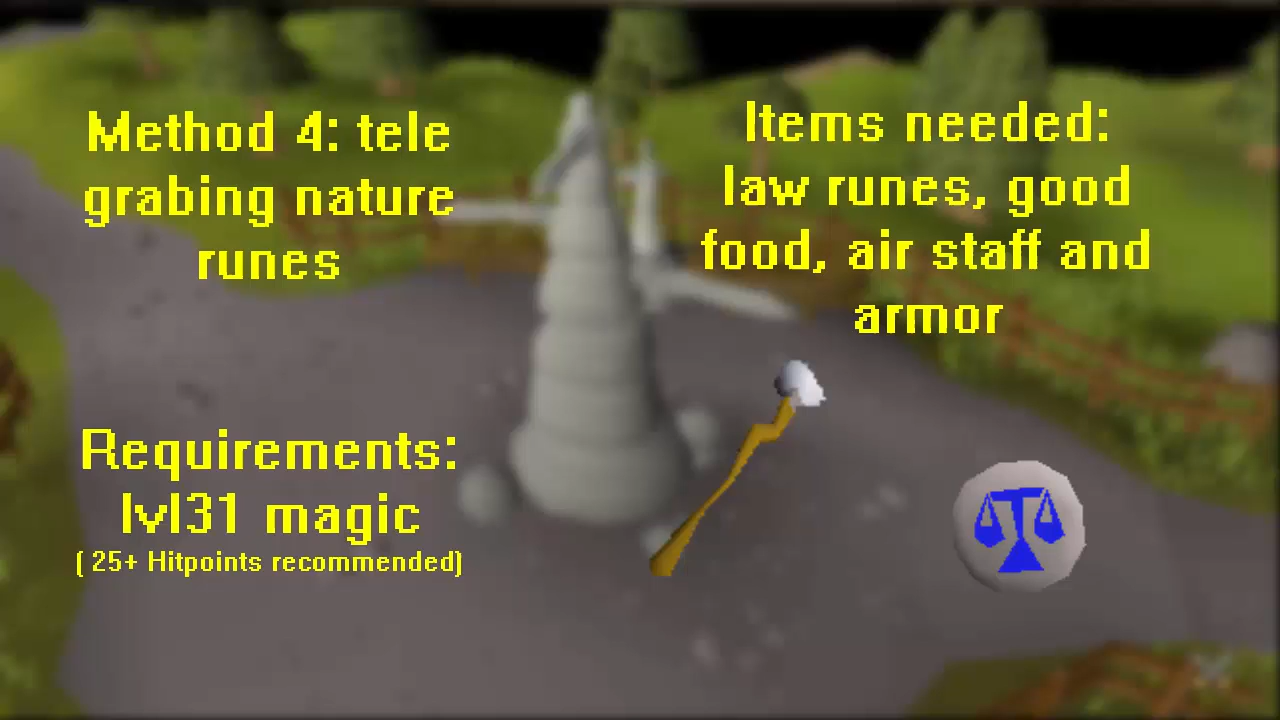 Method 4: tele
grabing nature
runes
Items needed:
law runes, good
food, air staff and
armor
Requirements:
lvl31 magic
( 25+ Hitpoints recommended)